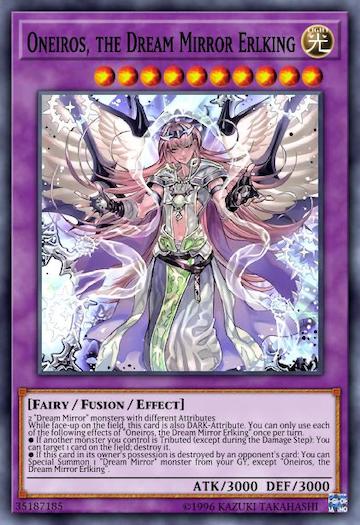 Oneiros, the Dream Mirror Erlking
LIGHT
光
[Fairy / Fusion / Effect]
2 "Dream Mirror" monsters with different Attributes
While face-up on the field, this card is also DARK-Attribute. You can only use each
of the following effects of "Oneiros, the Dream Mirror Erlking" once per turn.
● If another monster you control is Tributed (except during the Damage Step): You
can target 1 card on the field; destroy it.
● If this card in its owner's possession is destroyed by an opponent's card: You can
Special Summon 1 "Dream Mirror" monster from your GY, except "Oneiros, the
Dream Mirror Erlking".
ATK/3000 DEF/3000
35187185
©1996 KAZUKI TAKAHASHI